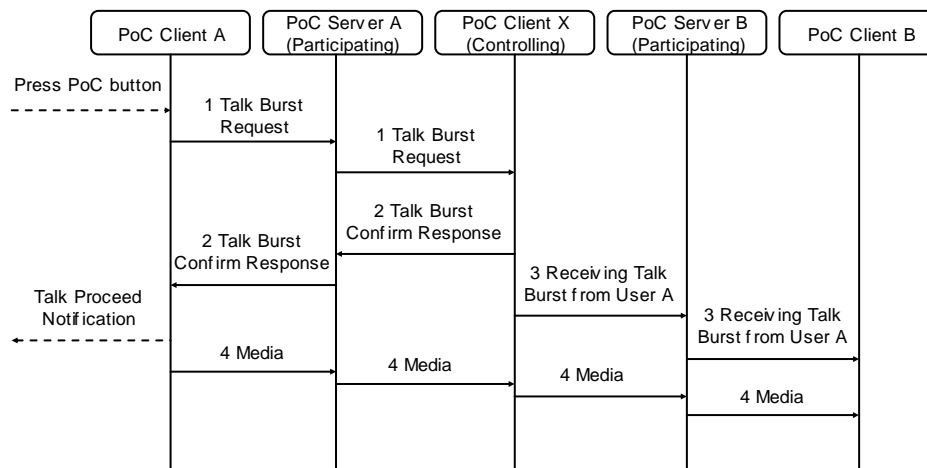 PoC Client A
PoC Server A
(Participating)
PoC Client X
(Controlling)
PoC Server B
(Participating)
PoC Client B
Press PoC button
1 Talk Burst
Request
1 Talk Burst
Request
2 Talk Burst
Confirm Response
2 Talk Burst
Confirm Response
3 Receiving Talk
Burst from User A
Talk Proceed
Notification
3 Receiving Talk
Burst from User A
4 Media
4 Media
4 Media
4 Media